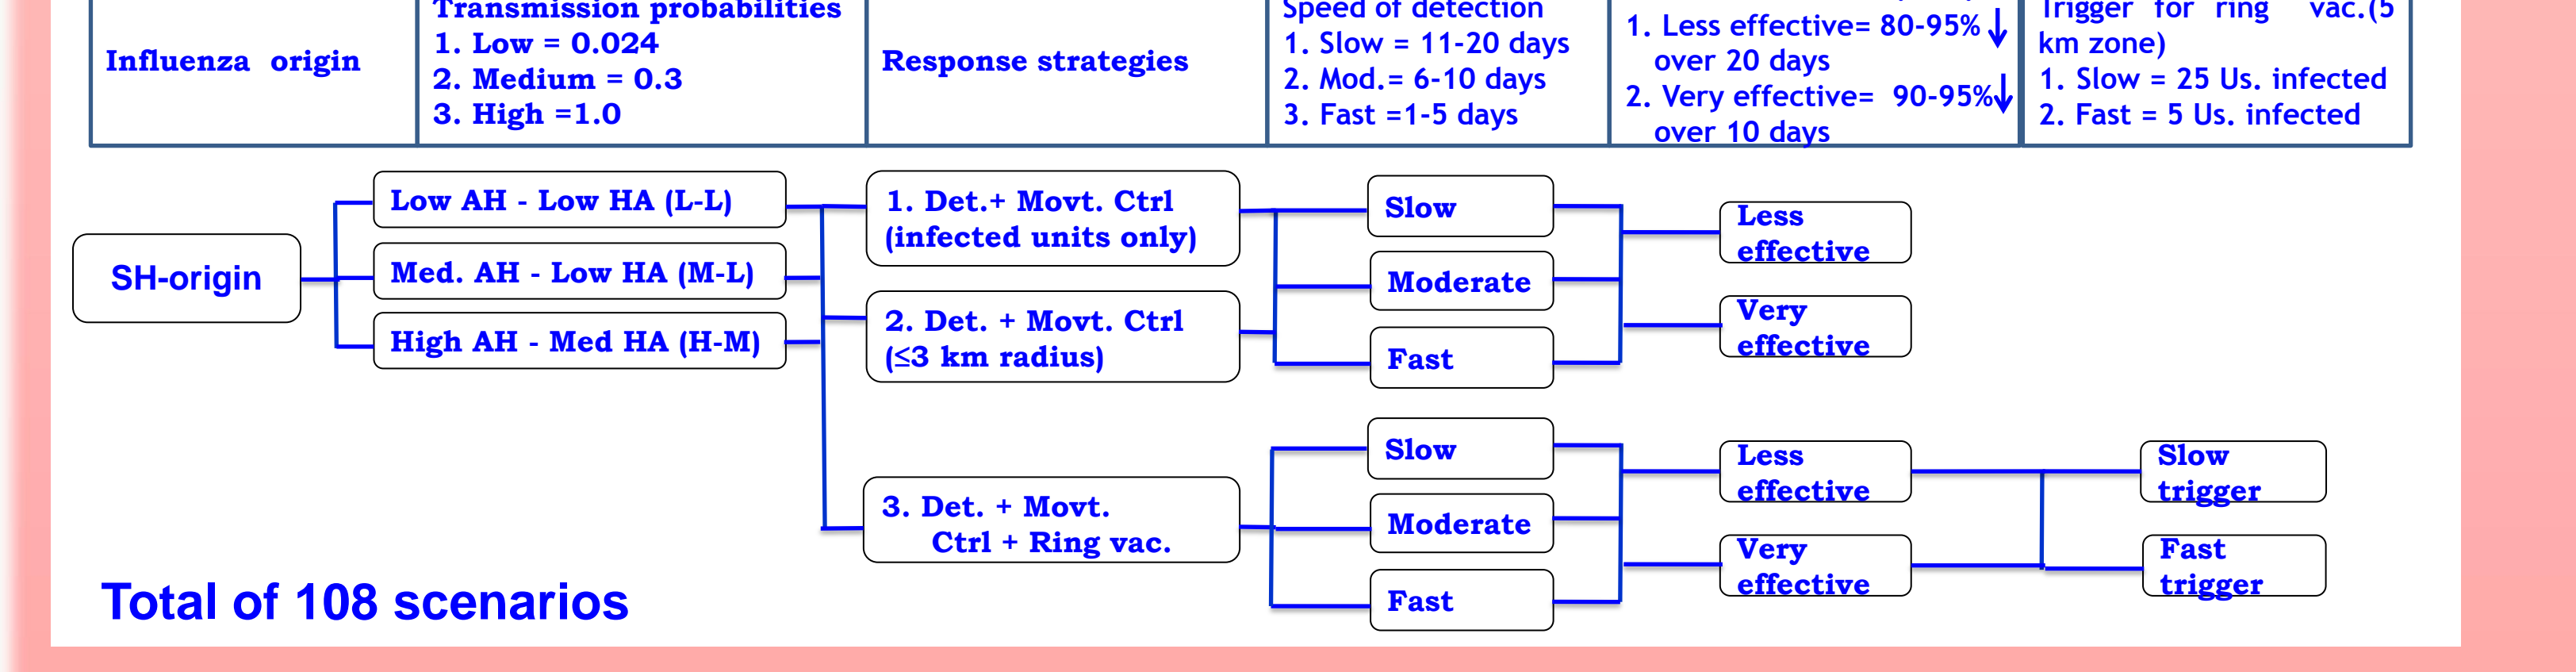 Influenza origin
Transmission probabilities
1. Low = 0.024
2. Medium = 0.3
3. High =1.0
Response strategies
Speed of detection
1. Slow = 11-20 days
2. Mod.= 6-10 days
3. Fast =1-5 days
1. Less effective= 80-95% ↓
over 20 days
2. Very effective= 90-95%↓
over 10 days
Trigger for ring vac.(5
km zone)
1. Slow = 25 Us. infected
2. Fast = 5 Us. infected
SH-origin
Low AH - Low HA (L-L)
Med. AH - Low HA (M-L)
High AH - Med HA (H-M)
1. Det.+ Movt. Ctrl
(infected units only)
2. Det. + Movt. Ctrl
(≤3 km radius)
Slow
Moderate
Fast
Less
effective
Very
effective
3. Det. + Movt.
Ctrl + Ring vac.
Slow
Moderate
Fast
Less
effective
Very
effective
Slow
trigger
Fast
trigger
Total of 108 scenarios